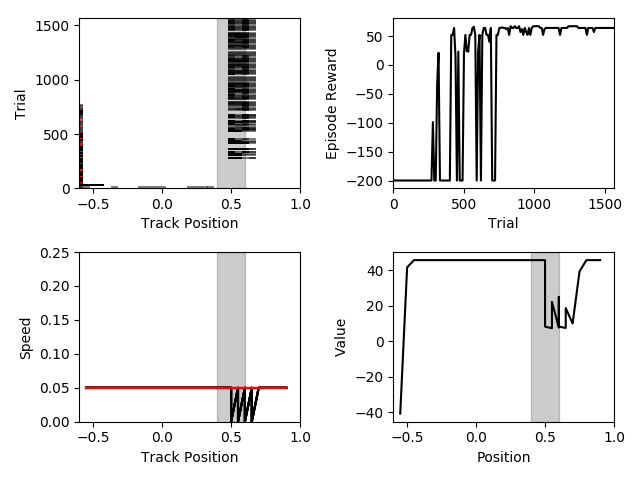 1500
1000
500
0
Trial
−0.5 0.0 0.5 1.0
Track Position
50
0
−50
−100
−150
−200
Episode Reward
0 500 1000 1500
Trial
0.25
0.20
0.15
0.10
0.05
0.00
Speed
−0.5 0.0 0.5 1.0
Track Position
40
20
0
−20
−40
Value
−0.5 0.0 0.5 1.0
Position